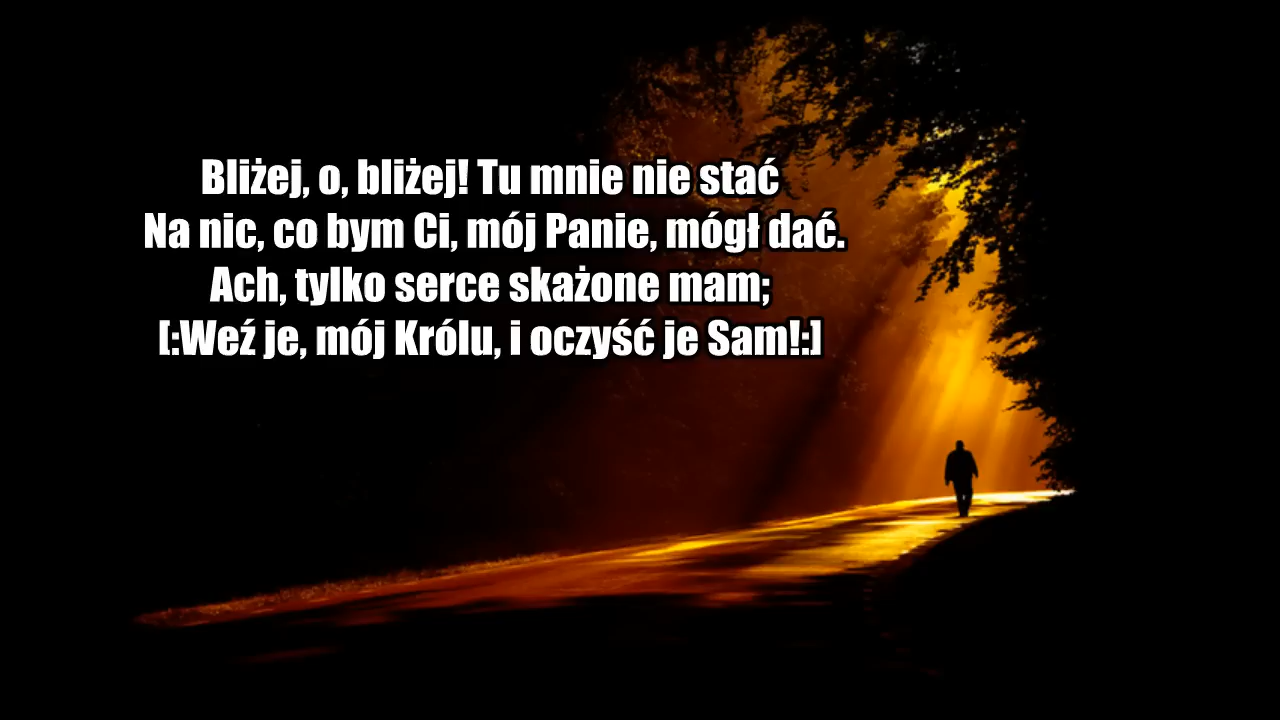 Bliżej, o, bliżej! Tu mnie nie stać
Na nic, co bym Ci, mój Panie, mógł dać.
Ach, tylko serce skażone mam;
[:Weź je, mój Królu, i oczyść je Sam!:]